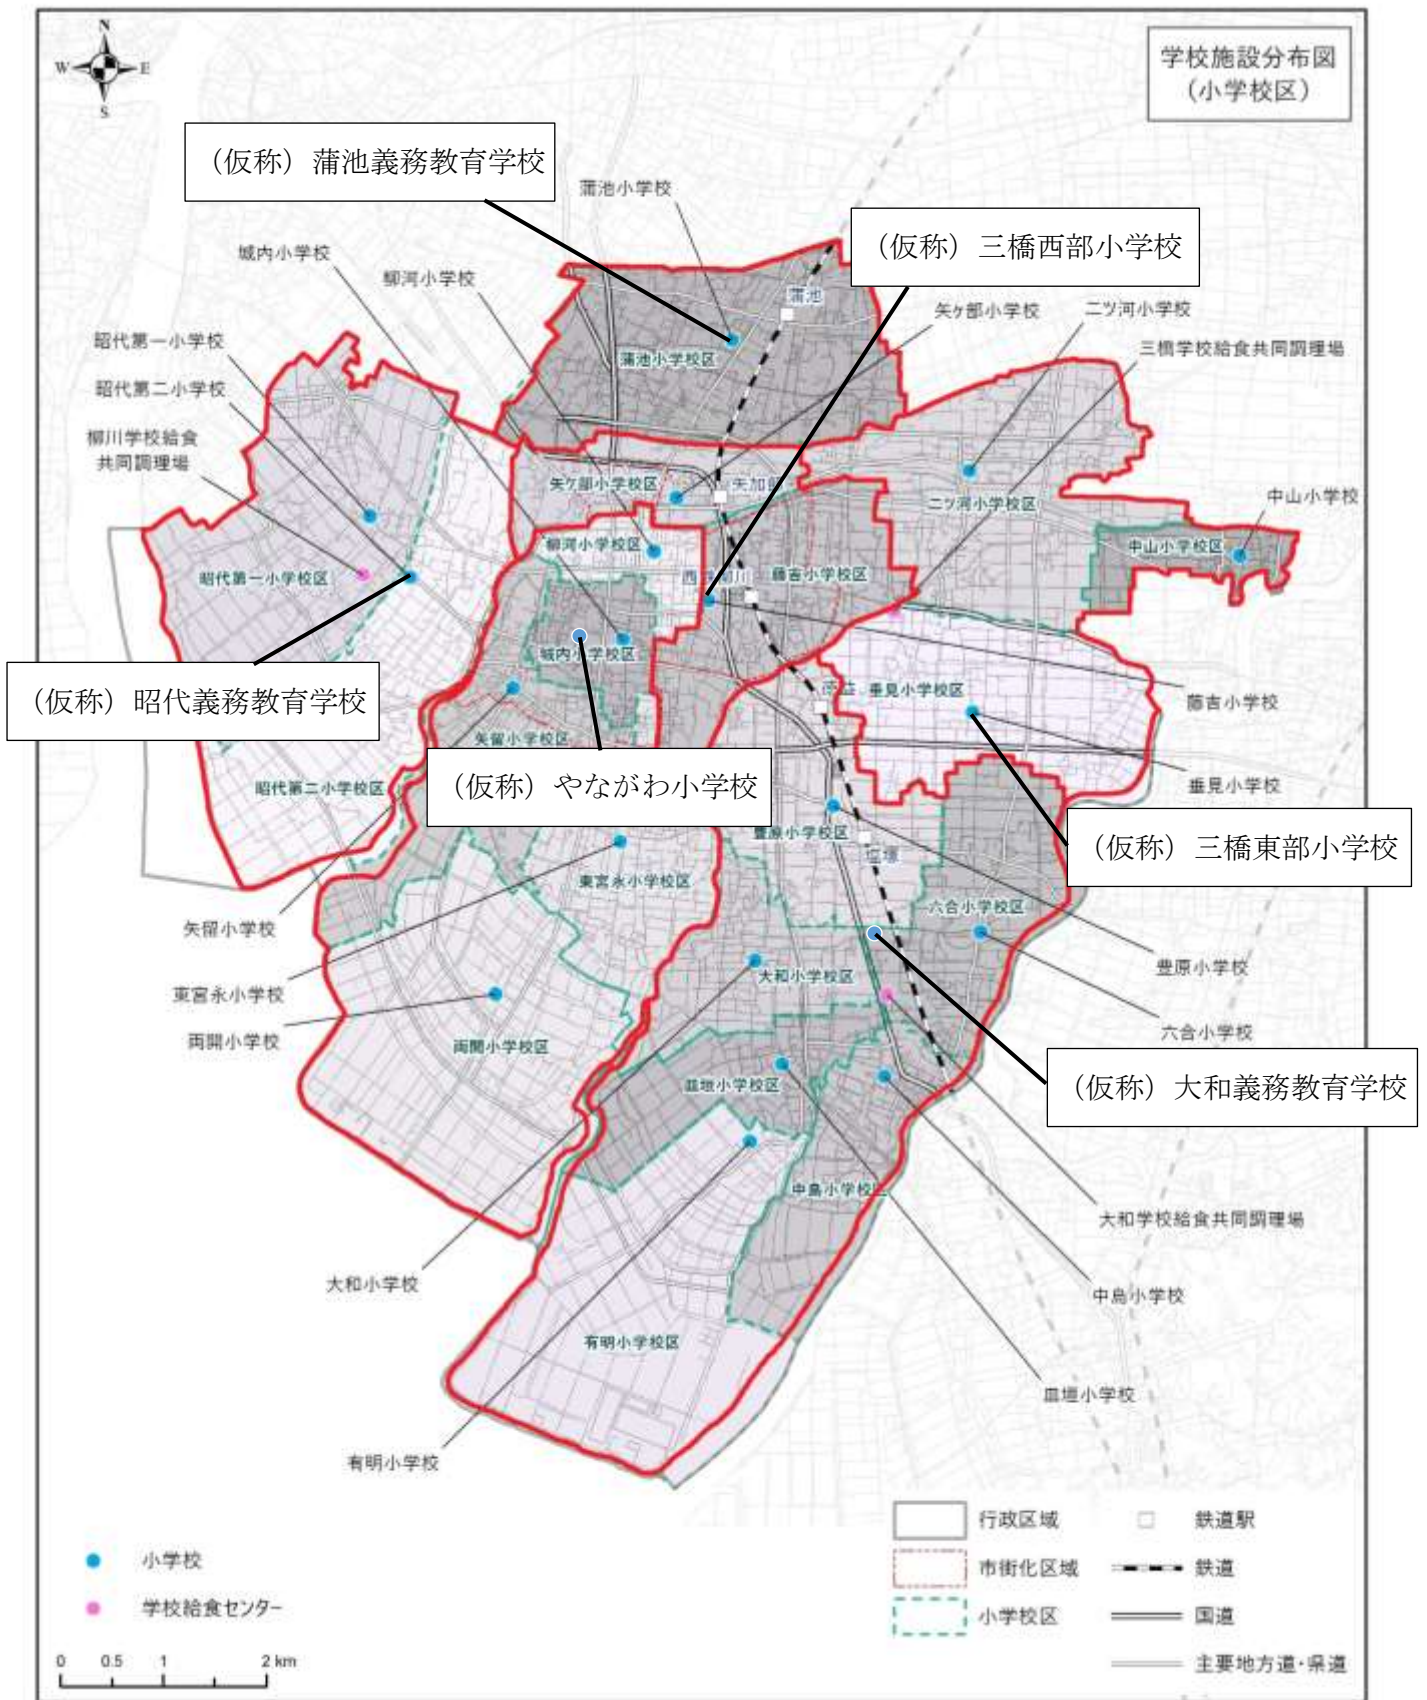 N
W
E
S
学校施設分布図
（小学校区）
（仮称）蒲池義務教育学校
蒲池小学校
（仮称）三橋西部小学校
城内小学校
柳河小学校
蒲池
矢ヶ部小学校
二ツ河小学校
昭代第一小学校
三橋学校給食共同調理場
蒲池小学校区
昭代第二小学校
柳川学校給食
共同調理場
矢ケ部小学校区
矢加部
二ツ河小学校区
中山小学校
柳河小学校区
中山小学校区
昭代第一小学校区
藤吉小学校区
城内小学校区
（仮称）昭代義務教育学校
垂見小学校区
藤吉小学校
矢留小学校区
（仮称）やながわ小学校
昭代第二小学校区
垂見小学校
豊原小学校区
（仮称）三橋東部小学校
塩塚
東宮永小学校区
六合小学校区
矢留小学校
豊原小学校
大和小学校区
東宮永小学校
六合小学校
両開小学校
両開小学校区
皿垣小学校区
（仮称）大和義務教育学校
中島小学校区
大和学校給食共同調理場
大和小学校
中島小学校
有明小学校区
皿垣小学校
有明小学校
行政区域
鉄道駅
小学校
市街化区域
鉄道
学校給食センター
小学校区
国道
主要地方道・県道
0 0.5 1 2 km